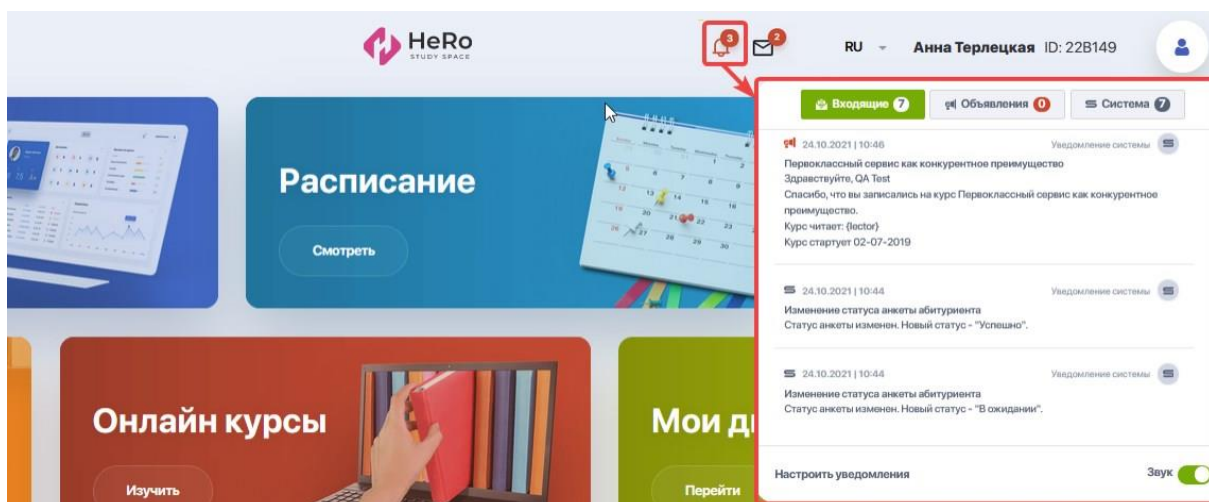 HeRo
STUDY SPACE
3
2
RU
Анна Терлецкая ID: 22B149
Входящие 7
Объявления 0
Система 7
24.10.2021 | 10:46 Уведомление системы
Первоклассный сервис как конкурентное преимущество
Здравствуйте, QA Test
Спасибо, что вы записались на курс Первоклассный сервис как конкурентное
преимущество.
Курс читает: {lector}
Курс стартует 02-07-2019
24.10.2021 | 10:44 Уведомление системы
Изменение статуса анкеты абитуриента
Статус анкеты изменен. Новый статус - "Успешно".
24.10.2021 | 10:44 Уведомление системы
Изменение статуса анкеты абитуриента
Статус анкеты изменен. Новый статус - "В ожидании".
Настроить уведомления Звук
Расписание
Смотреть
Онлайн курсы
Изучить
Мои
Перейти